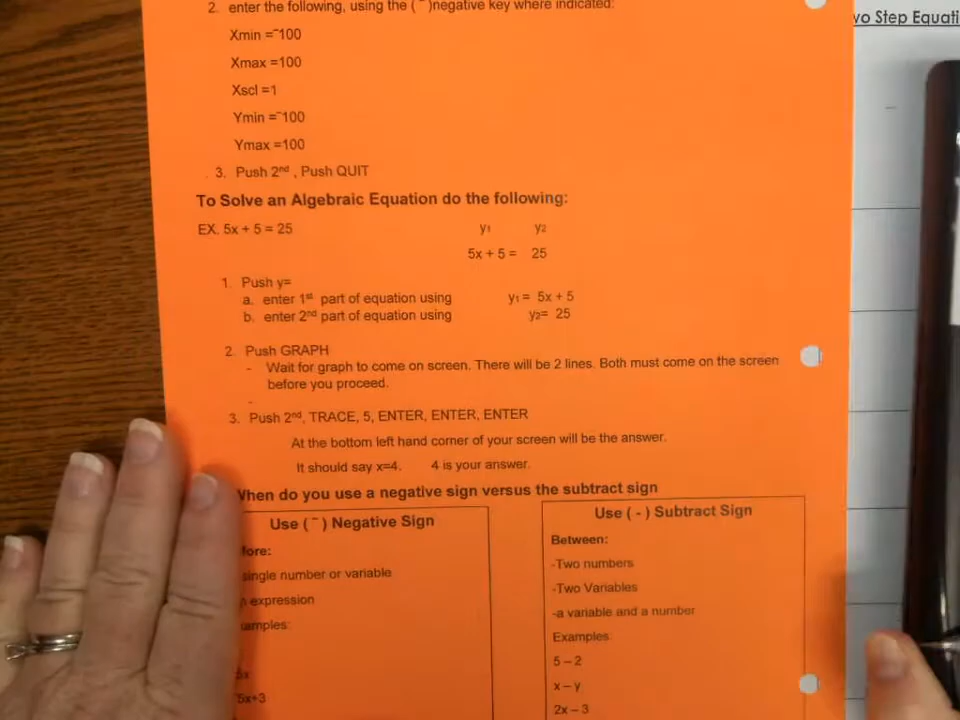 2. enter the following, using the ( ¯ )negative key where indicated:
Xmin =¯100
Xmax =100
Xscl =1
Ymin =¯100
Ymax =100
3. Push 2nd , Push QUIT
To Solve an Algebraic Equation do the following:
EX. 5x + 5 = 25 y1 y2
5x + 5 = 25
1. Push y=
a. enter 1st part of equation using y1 = 5x + 5
b. enter 2nd part of equation using y2= 25
2. Push GRAPH
- Wait for graph to come on screen. There will be 2 lines. Both must come on the screen
before you proceed.
-
3. Push 2nd, TRACE, 5, ENTER, ENTER, ENTER
At the bottom left hand corner of your screen will be the answer.
It should say x=4. 4 is your answer.
When do you use a negative sign versus the subtract sign
Use ( ¯ ) Negative Sign
fore:
single number or variable
expression
amples:
5x
5x+3
Use ( - ) Subtract Sign
Between:
-Two numbers
-Two Variables
-a variable and a number
Examples:
5 – 2
x – y
2x – 3
wo Step Equati